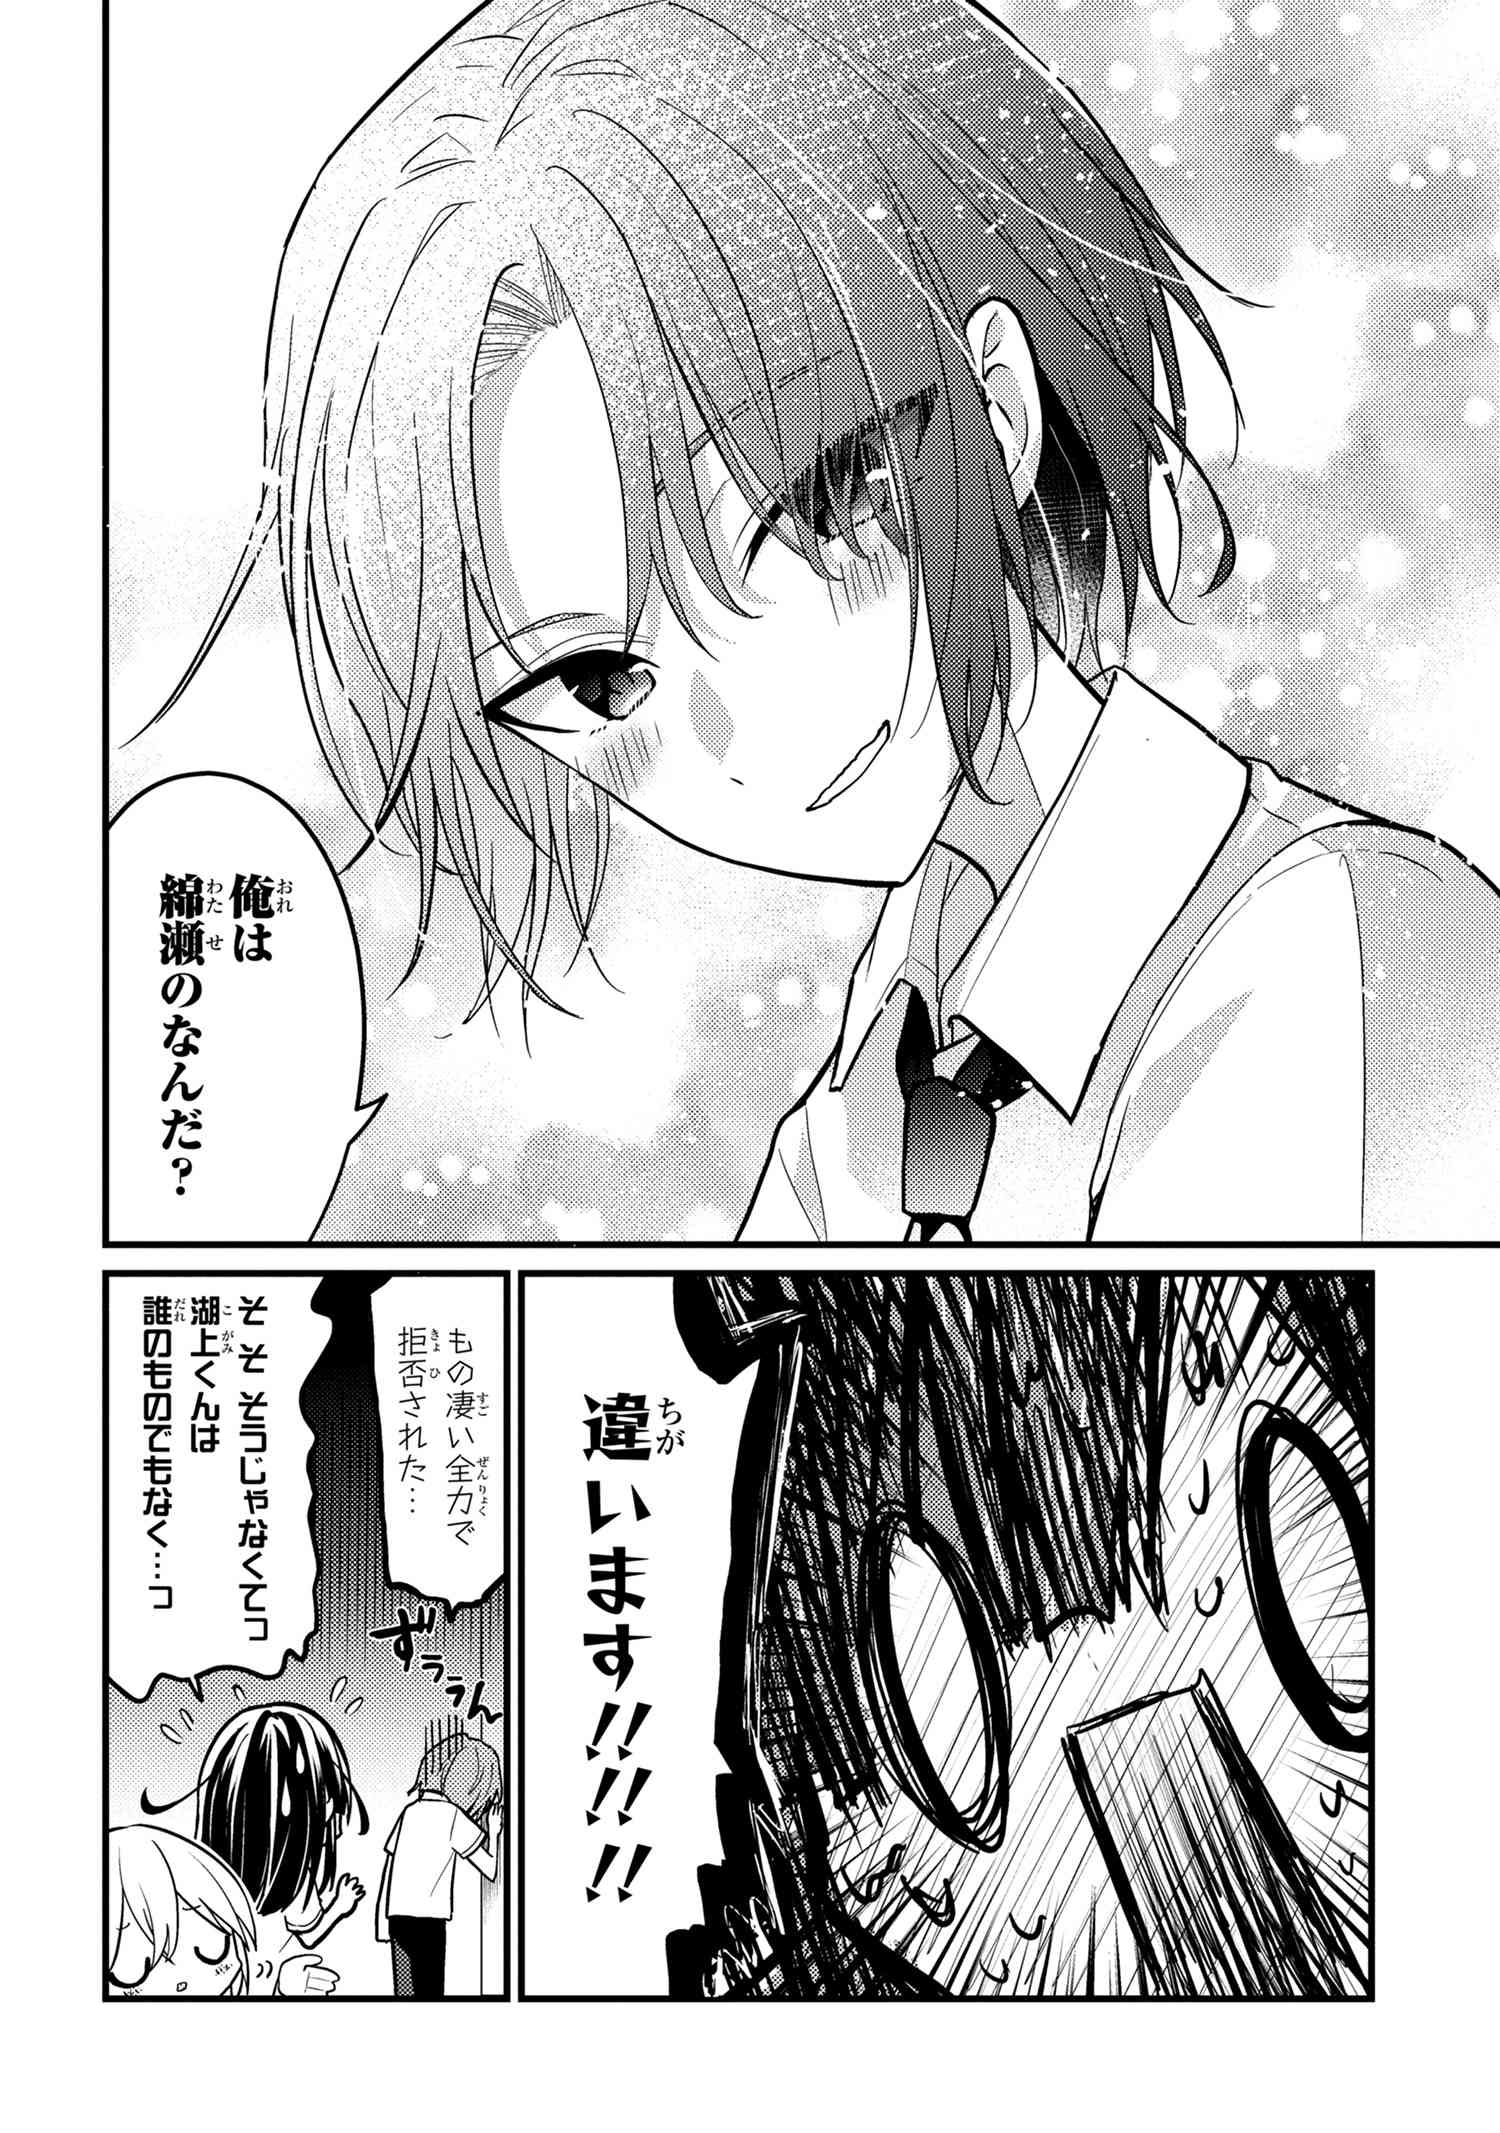 俺は
綿瀬のなんだ?
違います!!!!
もの凄い全力で
拒否された…
ずううん
そ そ そうじゃなくてっ
湖上くんは
誰のものでもなく…っ